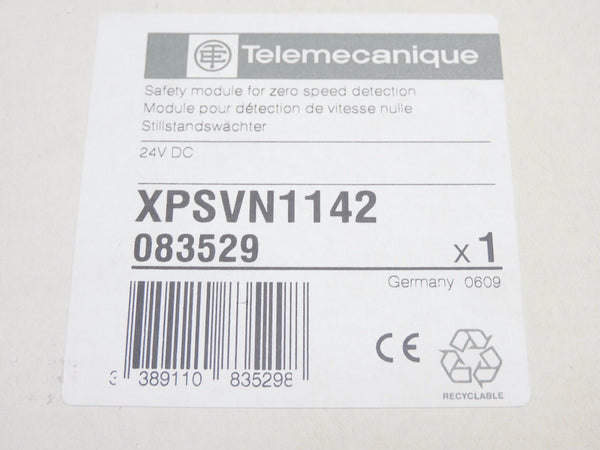 Telemecanique
Safety module for zero speed detection
Module pour détection de vitesse nulle
Stillstandswächter
24V DC
XPSVN1142
083529 x 1
Germany 0609
CE
3 389110 835298
RECYCLABLE